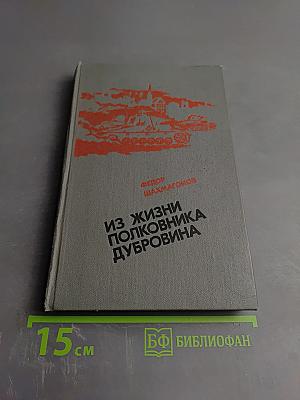 ФЕДОР
ШАХМАГОНОВ
ИЗ ЖИЗНИ
ПОЛКОВНИКА
ДУБРОВИНА
15 см
БФ БИБЛИОФАН